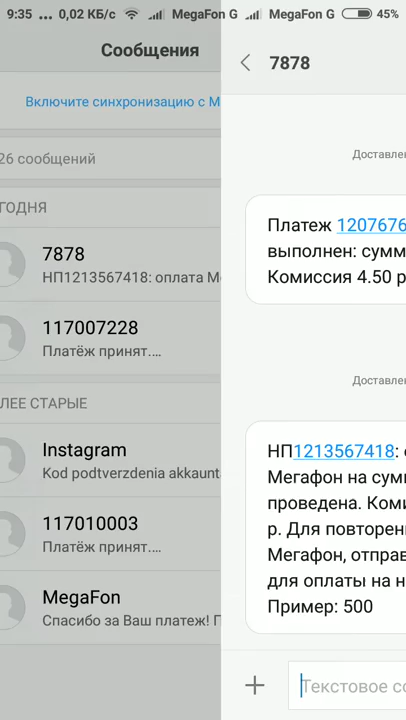 9:35 ... 0,02 КБ/с MegaFon G MegaFon G 45%
Сообщения
Включите синхронизацию с M
26 сообщений
ГОДНЯ
7878
НП1213567418: оплата М
117007228
Платёж принят....
ЛЕЕ СТАРЫЕ
Instagram
Kod podtverzdenia akkaunt
117010003
Платёж принят....
MegaFon
Спасибо за Ваш платеж! П
7878
Доставлен
Платеж 1207676
выполнен: сумм
Комиссия 4.50 р
Доставлен
НП1213567418:
Мегафон на сум
проведена. Коми
р. Для повторен
Мегафон, отправ
для оплаты на н
Пример: 500
Текстовое со